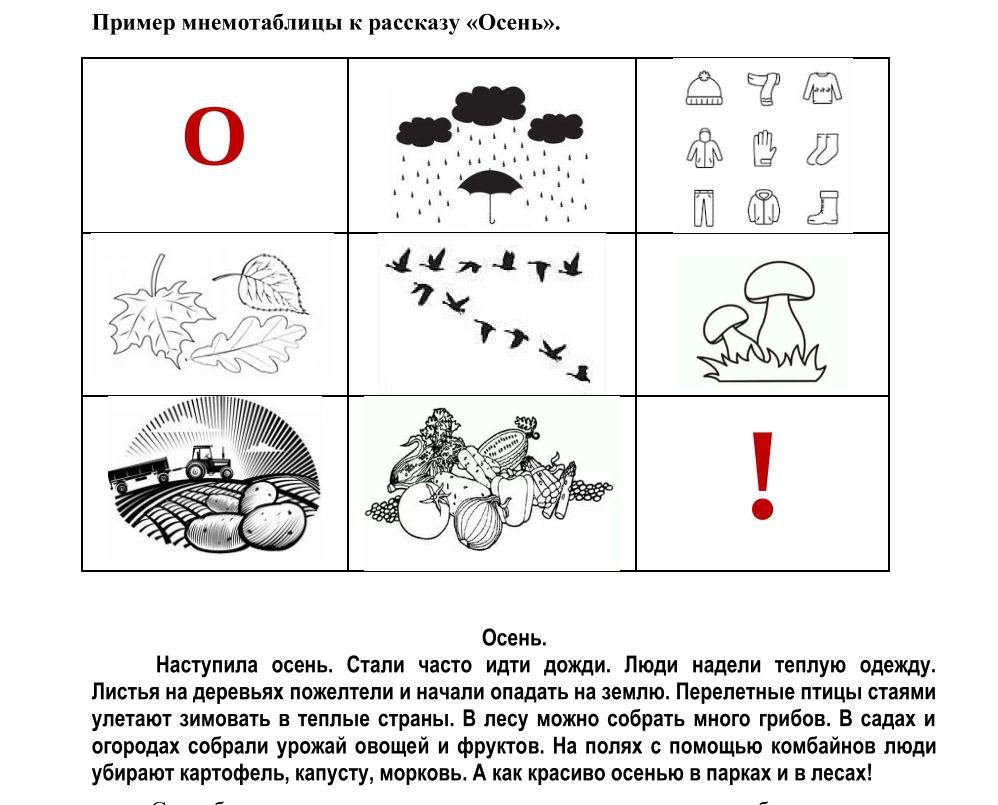 Пример мнемотаблицы к рассказу «Осень».
О
!
Осень.
Наступила осень. Стали часто идти дожди. Люди надели теплую одежду.
Листья на деревьях пожелтели и начали опадать на землю. Перелетные птицы стаями
улетают зимовать в теплые страны. В лесу можно собрать много грибов. В садах и
огородах собрали урожай овощей и фруктов. На полях с помощью комбайнов люди
убирают картофель, капусту, морковь. А как красиво осенью в парках и в лесах!